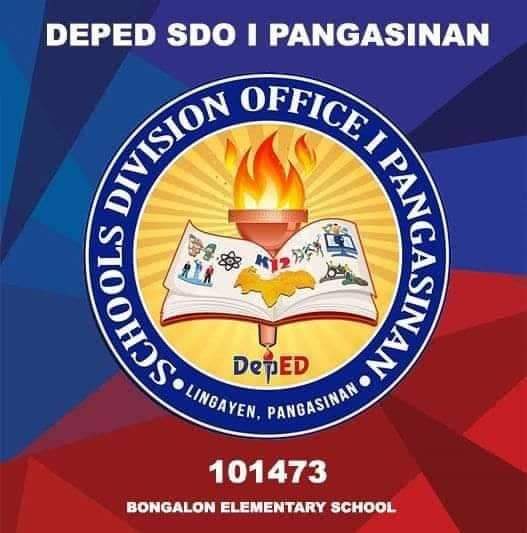 DEPED SDO I PANGASINAN
SCHOOLS DIVISION OFFICE I PANGASINAN
K12
DepED
LINGAYEN, PANGASINAN
101473
BONGALON ELEMENTARY SCHOOL